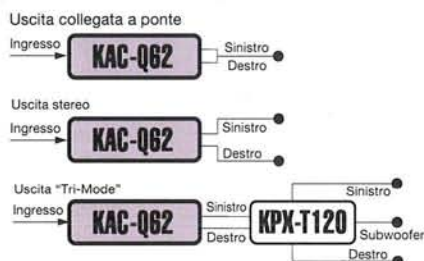 Uscita collegata a ponte
Ingresso
KAC-Q62
Sinistro
Destro
Uscita stereo
Ingresso
KAC-Q62
Sinistro
Destro
Uscita "Tri-Mode"
Ingresso
KAC-Q62
Sinistro
Destro
KPX-T120
Sinistro
Subwoofer
Destro